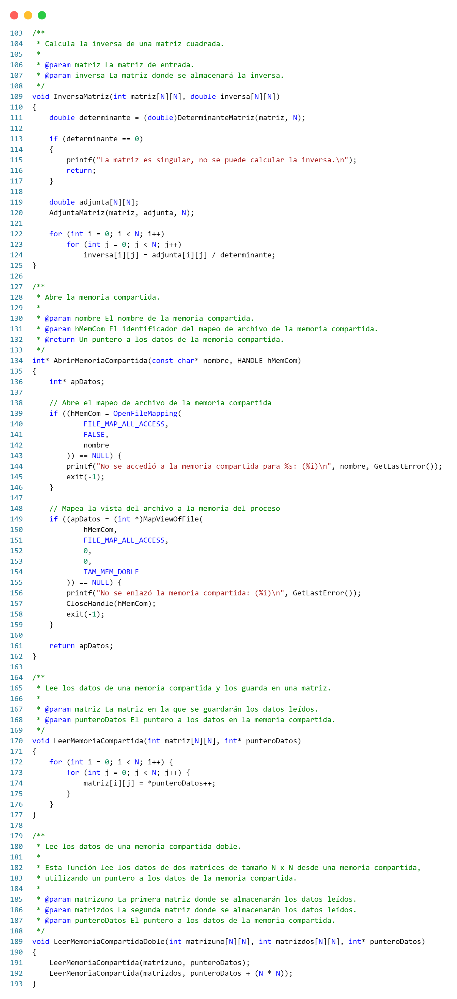 103 /**
104  * Calcula la inversa de una matriz cuadrada.
105  *
106  * @param matriz La matriz de entrada.
107  * @param inversa La matriz donde se almacenará la inversa.
108  */
109 void InversaMatriz(int matriz[N][N], double inversa[N][N])
110 {
111     double determinante = (double)DeterminanteMatriz(matriz, N);
112
113     if (determinante == 0)
114     {
115         printf("La matriz es singular, no se puede calcular la inversa.\n");
116         return;
117     }
118
119     double adjunta[N][N];
120     AdjuntaMatriz(matriz, adjunta, N);
121
122     for (int i = 0; i < N; i++)
123         for (int j = 0; j < N; j++)
124             inversa[i][j] = adjunta[i][j] / determinante;
125 }
126
127 /**
128  * Abre la memoria compartida.
129  *
130  * @param nombre El nombre de la memoria compartida.
131  * @param hMemCom El identificador del mapeo de archivo de la memoria compartida.
132  * @return Un puntero a los datos de la memoria compartida.
133  */
134 int* AbrirMemoriaCompartida(const char* nombre, HANDLE hMemCom)
135 {
136     int* apDatos;
137
138     // Abre el mapeo de archivo de la memoria compartida
139     if ((hMemCom = OpenFileMapping(
140             FILE_MAP_ALL_ACCESS,
141             FALSE,
142             nombre
143         )) == NULL) {
144         printf("No se accedió a la memoria compartida para %s: (%i)\n", nombre, GetLastError());
145         exit(-1);
146     }
147
148     // Mapea la vista del archivo a la memoria del proceso
149     if ((apDatos = (int *)MapViewOfFile(
150             hMemCom,
151             FILE_MAP_ALL_ACCESS,
152             0,
153             0,
154             TAM_MEM_DOBLE
155         )) == NULL) {
156         printf("No se enlazó la memoria compartida: (%i)\n", GetLastError());
157         CloseHandle(hMemCom);
158         exit(-1);
159     }
160
161     return apDatos;
162 }
163
164 /**
165  * Lee los datos de una memoria compartida y los guarda en una matriz.
166  *
167  * @param matriz La matriz en la que se guardarán los datos leídos.
168  * @param punteroDatos El puntero a los datos en la memoria compartida.
169  */
170 void LeerMemoriaCompartida(int matriz[N][N], int* punteroDatos)
171 {
172     for (int i = 0; i < N; i++) {
173         for (int j = 0; j < N; j++) {
174             matriz[i][j] = *punteroDatos++;
175         }
176     }
177 }
178
179 /**
180  * Lee los datos de una memoria compartida doble.
181  *
182  * Esta función lee los datos de dos matrices de tamaño N x N desde una memoria compartida,
183  * utilizando un puntero a los datos de la memoria compartida.
184  *
185  * @param matrizuno La primera matriz donde se almacenarán los datos leídos.
186  * @param matrizdos La segunda matriz donde se almacenarán los datos leídos.
187  * @param punteroDatos El puntero a los datos de la memoria compartida.
188  */
189 void LeerMemoriaCompartidaDoble(int matrizuno[N][N], int matrizdos[N][N], int* punteroDatos)
190 {
191     LeerMemoriaCompartida(matrizuno, punteroDatos);
192     LeerMemoriaCompartida(matrizdos, punteroDatos + (N * N));
193 }